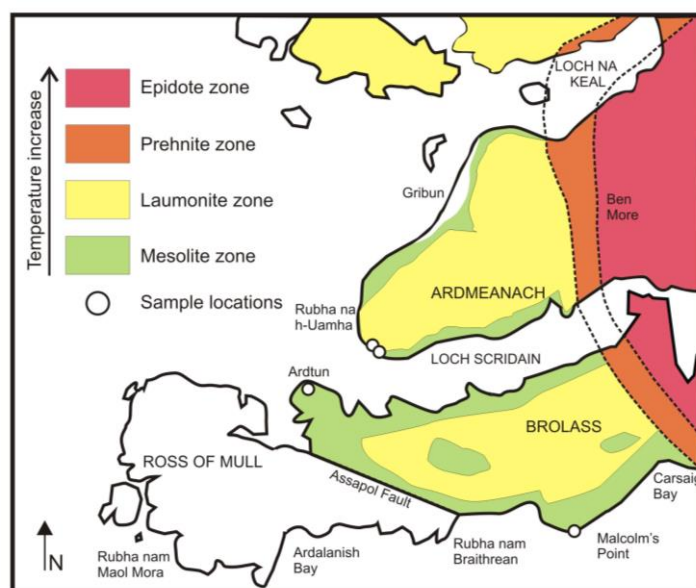 Temperature increase
Epidote zone
Prehnite zone
Laumonite zone
Mesolite zone
Sample locations
LOCH NA
KEAL
Gribun
Ben
More
ARDMEANACH
Rubha na
h-Uamha
LOCH SCRIDAIN
Ardtun
BROLASS
ROSS OF MULL
Assapol Fault
Carsaig
Bay
N
Rubha nam
Maol Mora
Ardalanish
Bay
Rubha nam
Braithrean
Malcolm's
Point